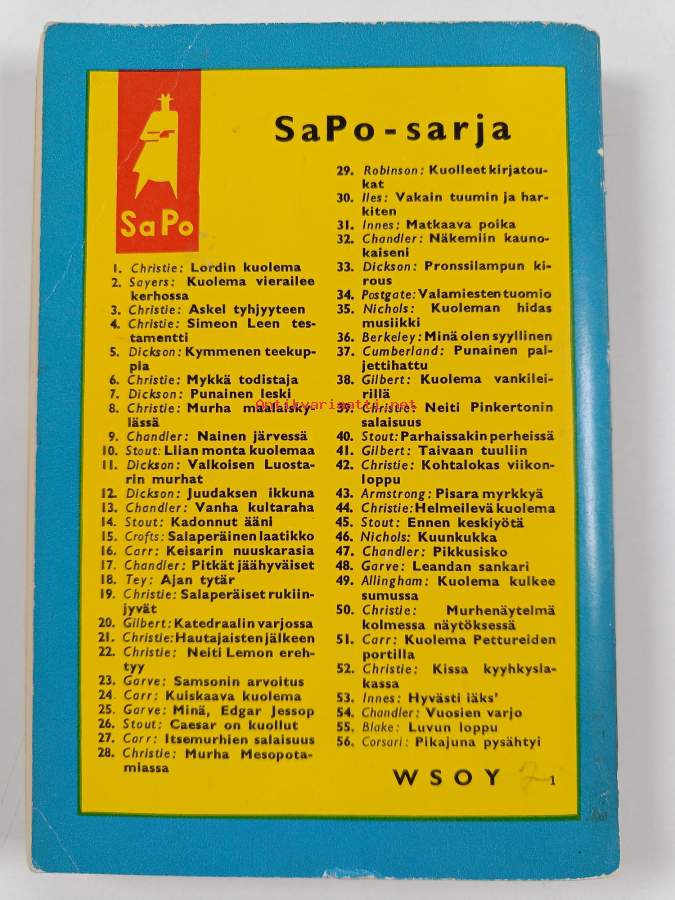 SaPo
SaPo-sarja
1. Christie: Lordin kuolema
2. Sayers: Kuolema vierailee
kerhossa
3. Christie: Askel tyhjyyteen
4. Christie: Simeon Leen tes-
tamentti
5. Dickson: Kymmenen teekup-
pia
6. Christie: Mykkä todistaja
7. Dickson: Punainen leski
8. Christie: Murha maalaisky-
lässä
9. Chandler: Nainen järvessä
10. Stout: Liian monta kuolemaa
11. Dickson: Valkoisen Luosta-
rin murhat
12. Dickson: Juudaksen ikkuna
13. Chandler: Vanha kultaraha
14. Stout: Kadonnut ääni
15. Crofts: Salaperäinen laatikko
16. Carr: Keisarin nuuskarasia
17. Chandler: Pitkät jäähyväiset
18. Tey: Ajan tytär
19. Christie: Salaperäiset rukiin-
jyvät
20. Gilbert: Katedraalin varjossa
21. Christie: Hautajaisten jälkeen
22. Christie: Neiti Lemon ereh-
tyy
23. Garve: Samsonin arvoitus
24. Carr: Kuiskaava kuolema
25. Garve: Minä, Edgar Jessop
26. Stout: Caesar on kuollut
27. Carr: Itsemurhien salaisuus
28. Christie: Murha Mesopota-
miassa
29. Robinson: Kuolleet kirjatou-
kat
30. Iles: Vakain tuumin ja har-
kiten
31. Innes: Matkaava poika
32. Chandler: Näkemiin kauno-
kaiseni
33. Dickson: Pronssilampun ki-
rous
34. Postgate: Valamiesten tuomio
35. Nichols: Kuoleman hidas
musiikki
36. Berkeley: Minä olen syyllinen
37. Cumberland: Punainen pal-
jettihattu
38. Gilbert: Kuolema vankilei-
rillä
39. Christie: Neiti Pinkertonin
salaisuus
40. Stout: Parhaissakin perheissä
41. Gilbert: Taivaan tuuliin
42. Christie: Kohtalokas viikon-
loppu
43. Armstrong: Pisara myrkkyä
44. Christie: Helmeilevä kuolema
45. Stout: Ennen keskiyötä
46. Nichols: Kuunkukka
47. Chandler: Pikkusisko
48. Garve: Leandan sankari
49. Allingham: Kuolema kulkee
sumussa
50. Christie: Murhenäytelmä
kolmessa näytöksessä
51. Carr: Kuolema Pettureiden
portilla
52. Christie: Kissa kyyhkysla-
kassa
53. Innes: Hyvästi iäks'
54. Chandler: Vuosien varjo
55. Blake: Luvun loppu
56. Corsari: Pikajuna pysähtyi
WSOY
1
Antikvariaatti.net